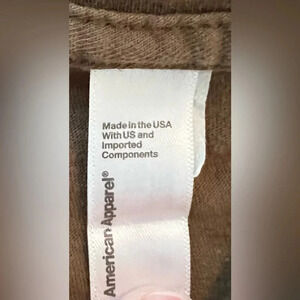 Made in the USA
With US and
Imported
Components
American Apparel®